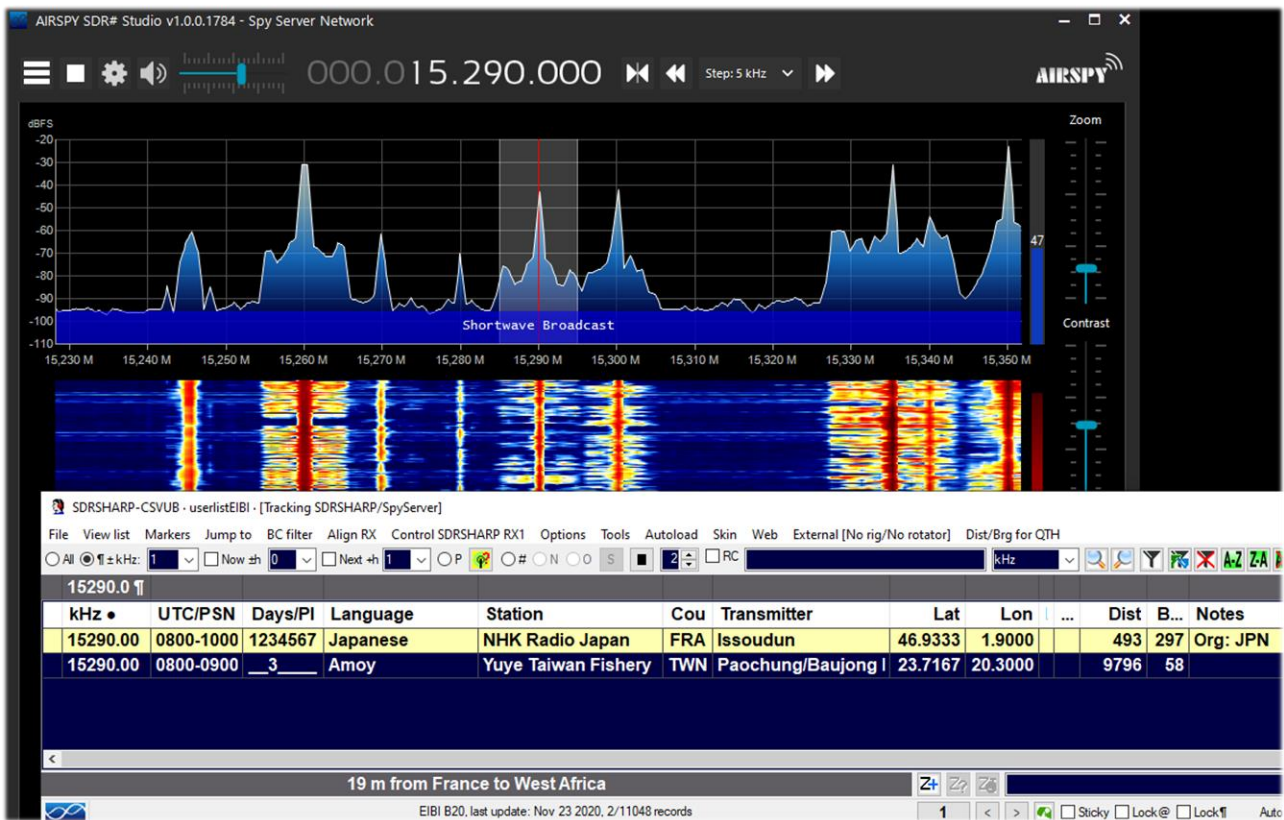 AIRSPY SDR# Studio v1.0.0.1784 - Spy Server Network
000.015.290.000 Step: 5 kHz AIRSPY
dBFS
Zoom
-20
-30
-40
-50
-60
-70
-80
-90
-100
-110
47
Shortwave Broadcast
Contrast
15,230 M 15,240 M 15,250 M 15,260 M 15,270 M 15,280 M 15,290 M 15,300 M 15,310 M 15,320 M 15,330 M 15,340 M 15,350 M
SDRSHARP-CSVUB - userlistEIBI - [Tracking SDRSHARP/SpyServer]
File View list Markers Jump to BC filter Align RX Control SDRSHARP RX1 Options Tools Autoload Skin Web External [No rig/No rotator] Dist/Brg for QTH
All ¶ ± kHz: 1 Now ±h 0 Next +h 1 P # N O S 2 RC kHz A-Z Z-A
15290.0 ¶
kHz • UTC/PSN Days/Pl Language Station Cou Transmitter Lat Lon ... Dist B... Notes
15290.00 0800-1000 1234567 Japanese NHK Radio Japan FRA Issoudun 46.9333 1.9000 493 297 Org: JPN
15290.00 0800-0900 __3____ Amoy Yuye Taiwan Fishery TWN Paochung/Baujong 23.7167 20.3000 9796 58
19 m from France to West Africa Z+ Z?
EIBI B20, last update: Nov 23 2020, 2/11048 records 1 < > Sticky Lock@ Lock¶